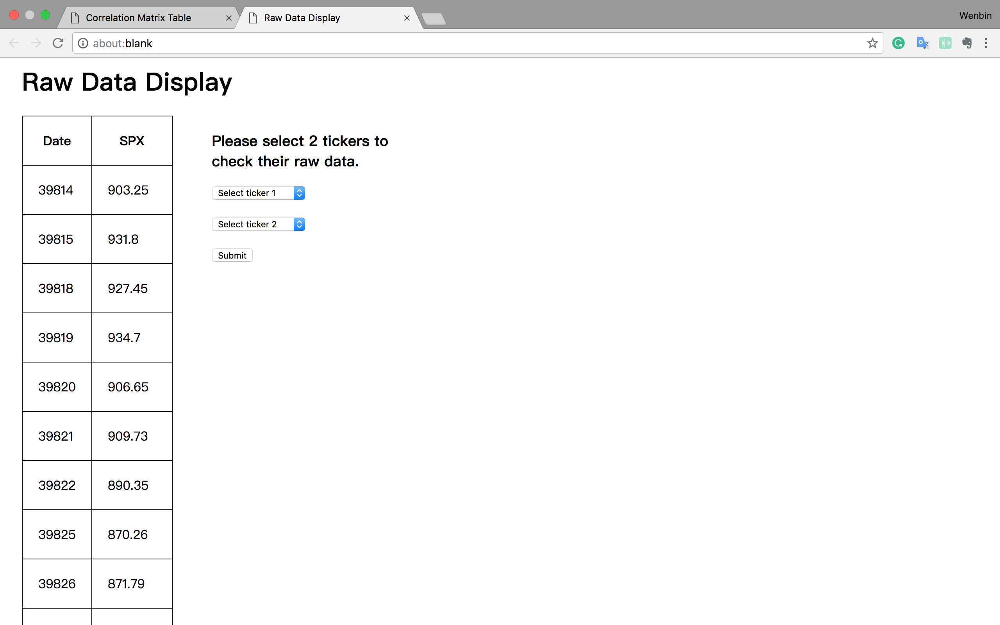 Correlation Matrix Table
Raw Data Display
Wenbin
about:blank
Raw Data Display
Date SPX
39814 903.25
39815 931.8
39818 927.45
39819 934.7
39820 906.65
39821 909.73
39822 890.35
39825 870.26
39826 871.79
Please select 2 tickers to
check their raw data.
Select ticker 1
Select ticker 2
Submit